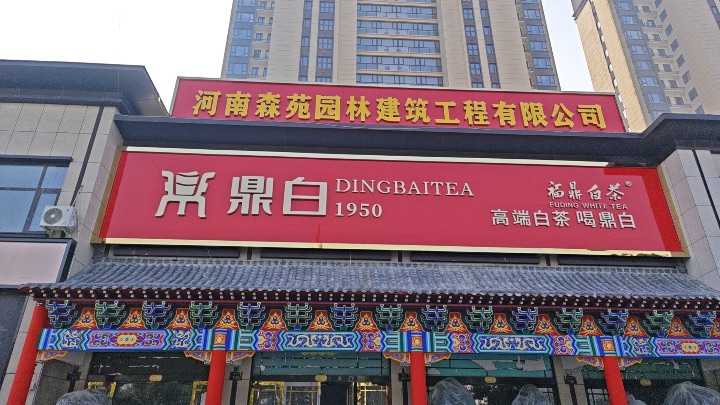 河南森苑园林建筑工程有限公司
鼎白 DINGBAITEA
1950
福鼎白茶®
FUDING WHITE TEA
高端白茶 喝鼎白